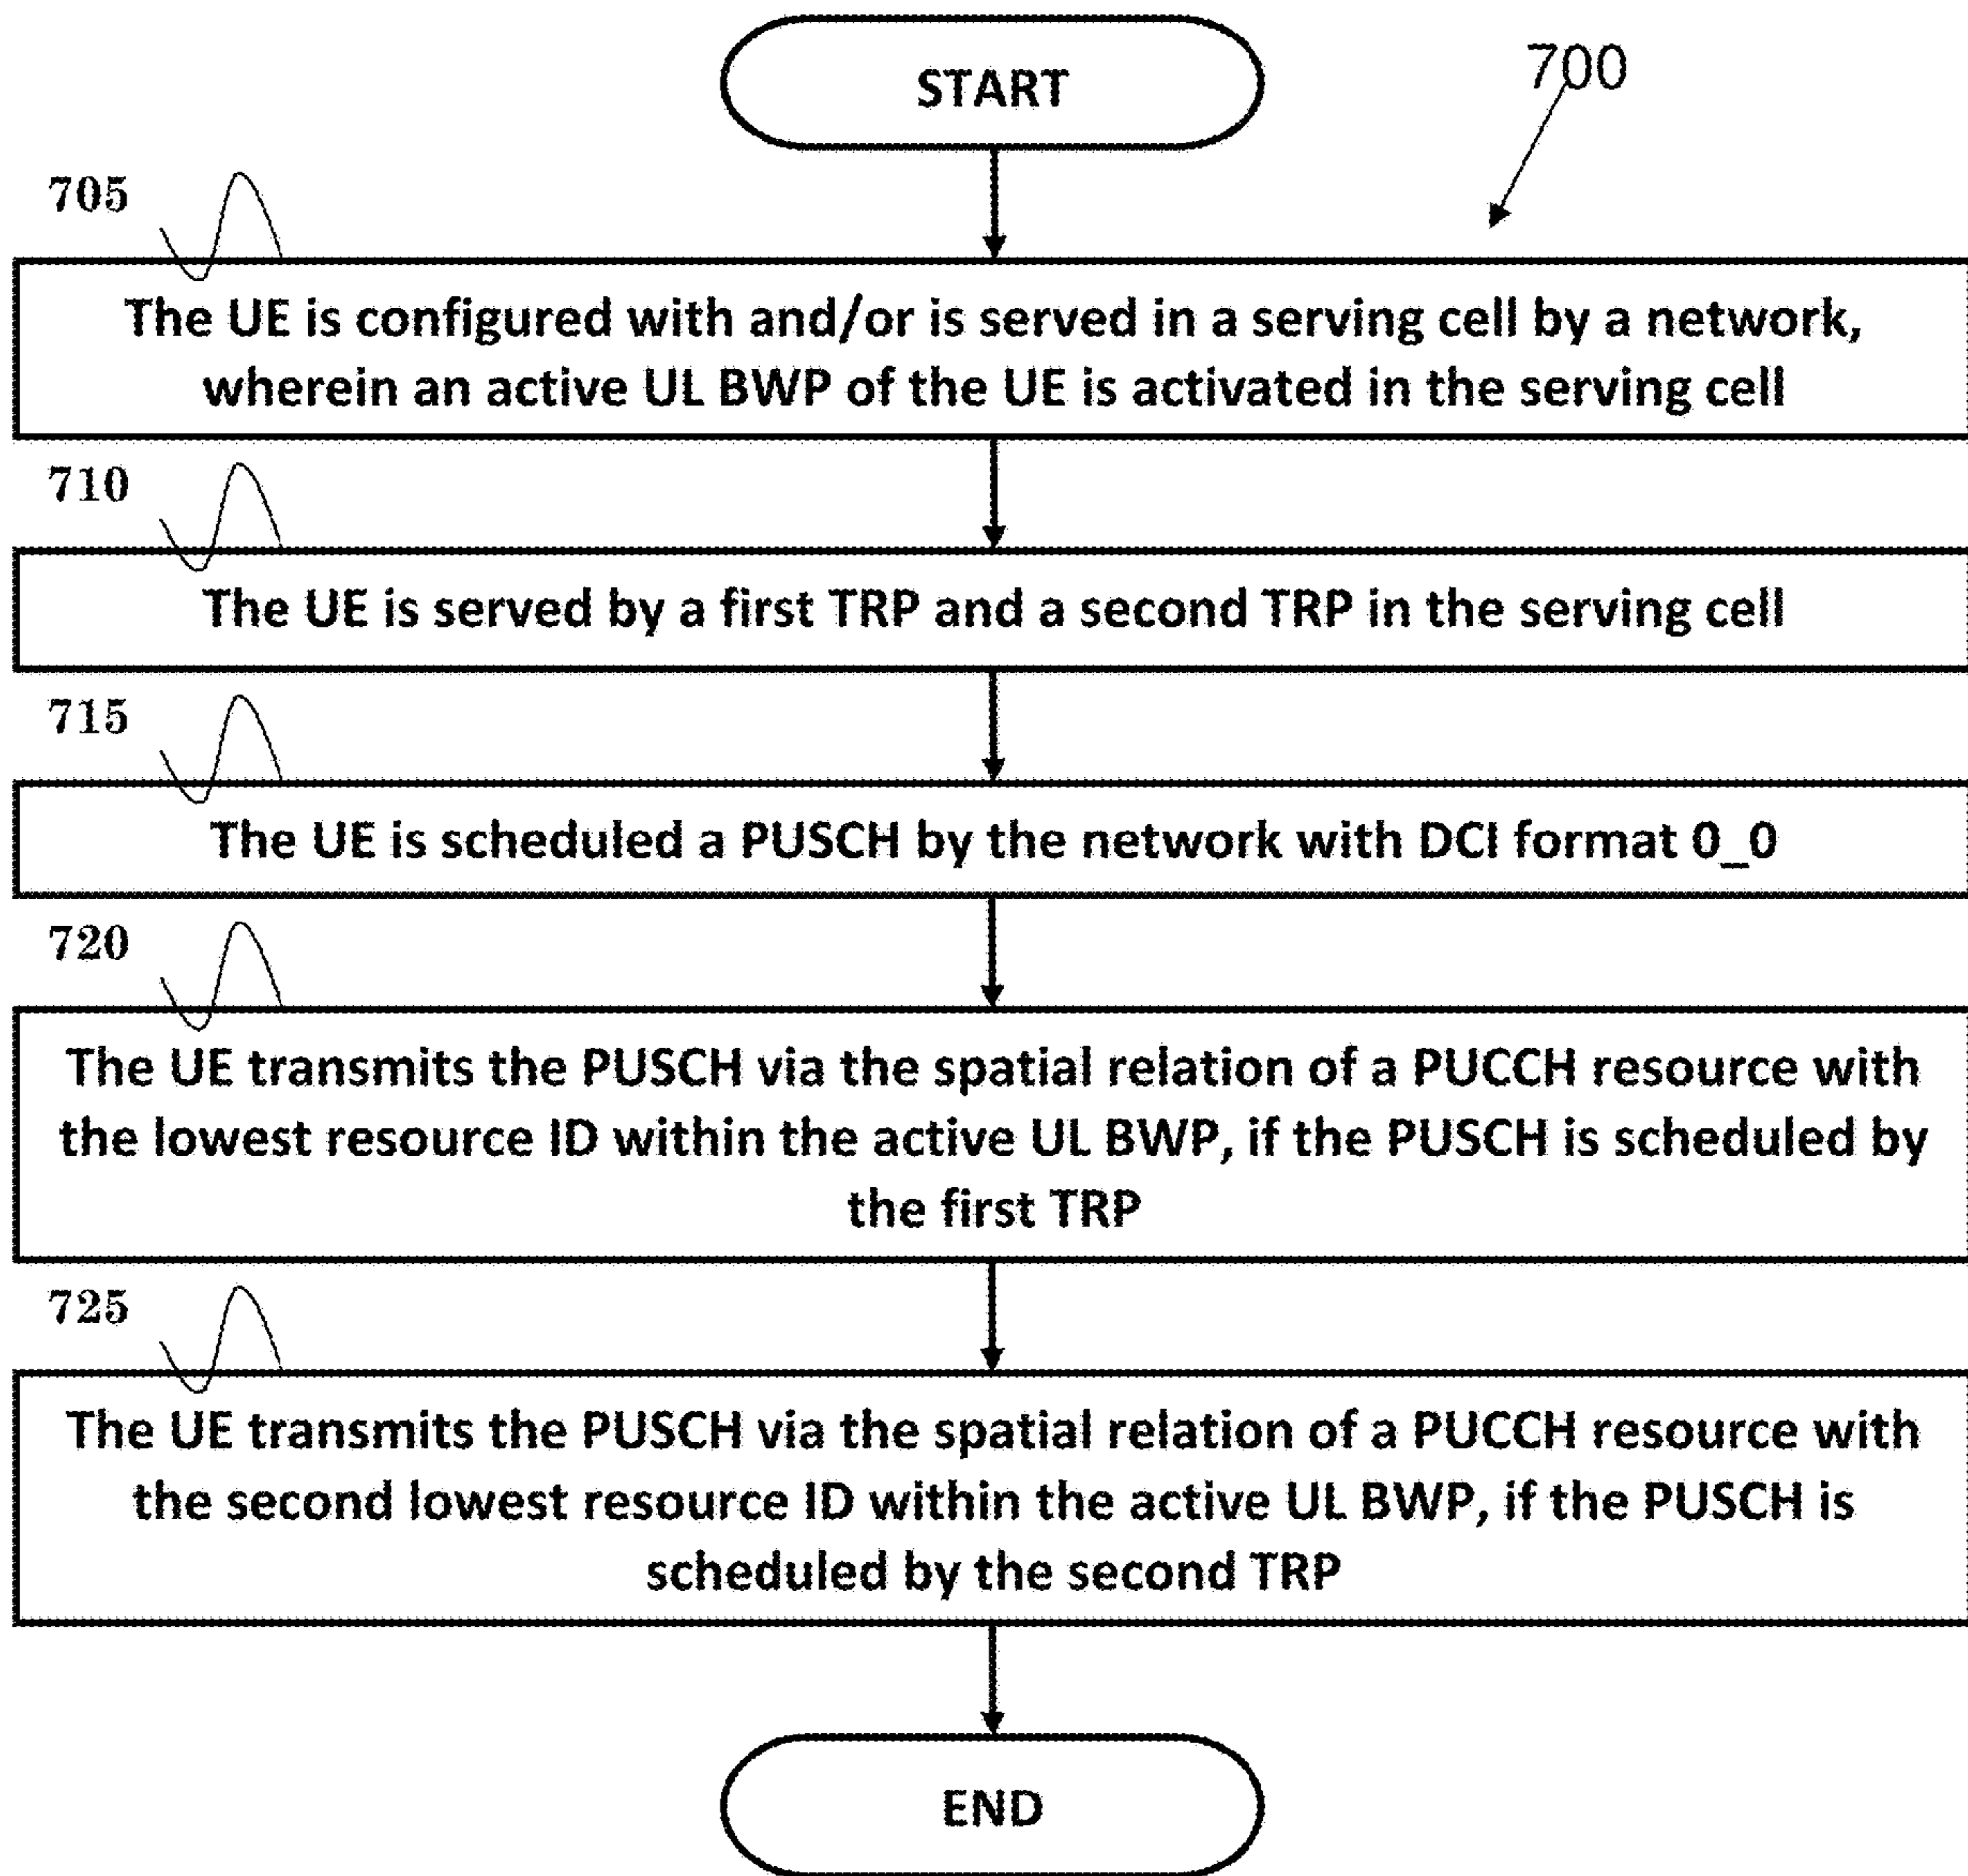 START
700
705
The UE is configured with and/or is served in a serving cell by a network,
wherein an active UL BWP of the UE is activated in the serving cell
710
The UE is served by a first TRP and a second TRP in the serving cell
715
The UE is scheduled a PUSCH by the network with DCI format 0_0
720
The UE transmits the PUSCH via the spatial relation of a PUCCH resource with
the lowest resource ID within the active UL BWP, if the PUSCH is scheduled by
the first TRP
725
The UE transmits the PUSCH via the spatial relation of a PUCCH resource with
the second lowest resource ID within the active UL BWP, if the PUSCH is
scheduled by the second TRP
END